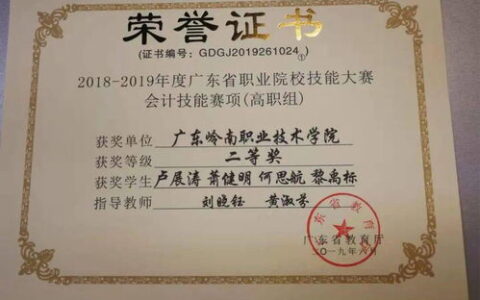 荣誉证书
(证书编号：GDGJ2019261024)
2018-2019年度广东省职业院校技能大赛
会计技能赛项(高职组)
获奖单位 广东岭南职业技术学院
获奖等级 二等奖
获奖学生 卢展涛 萧健明 何思航 黎禹标
指导教师 刘晓钰 黄淑芬
广东省教育厅
二〇一九年六月